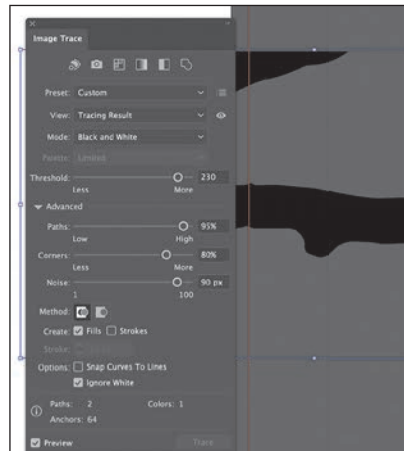 Image Trace
Preset: Custom
View: Tracing Result
Mode: Black and White
Palette: Limited
Threshold: 230
Less More
Advanced
Paths: 95%
Low High
Corners: 80%
Less More
Noise: 90 px
1 100
Method:
Create: Fills Strokes
Stroke:
Options: Snap Curves To Lines
Ignore White
Paths: 2 Colors: 1
Anchors: 64
Preview Trace